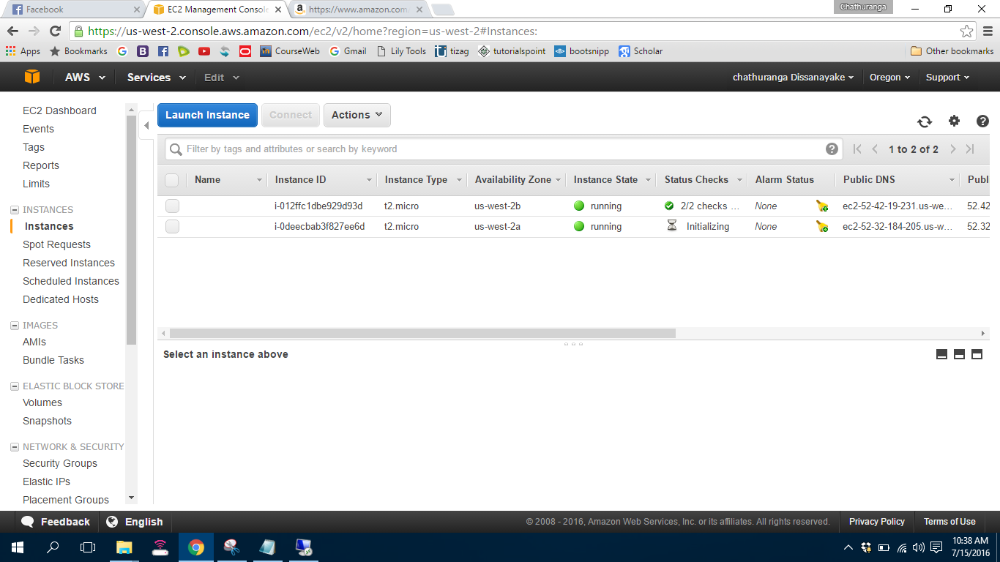 Facebook
EC2 Management Console
https://www.amazon.com
Chathuranga
https://us-west-2.console.aws.amazon.com/ec2/v2/home?region=us-west-2#Instances:
Apps Bookmarks CourseWeb Gmail Lily Tools tizag tutorialspoint bootsnipp Scholar Other bookmarks
AWS Services Edit chathuranga Dissanayake Oregon Support
EC2 Dashboard
Events
Tags
Reports
Limits
INSTANCES
Instances
Spot Requests
Reserved Instances
Scheduled Instances
Dedicated Hosts
IMAGES
AMIs
Bundle Tasks
ELASTIC BLOCK STORE
Volumes
Snapshots
NETWORK & SECURITY
Security Groups
Elastic IPs
Placement Groups
Launch Instance Connect Actions
Filter by tags and attributes or search by keyword
1 to 2 of 2
Name Instance ID Instance Type Availability Zone Instance State Status Checks Alarm Status Public DNS Publ
i-012ffc1dbe929d93d t2.micro us-west-2b running 2/2 checks ... None ec2-52-42-19-231.us-we... 52.42
i-0deecbab3f827ee6d t2.micro us-west-2a running Initializing None ec2-52-32-184-205.us-w... 52.32
Select an instance above
Feedback English © 2008 - 2016, Amazon Web Services, Inc. or its affiliates. All rights reserved. Privacy Policy Terms of Use
10:38 AM
7/15/2016